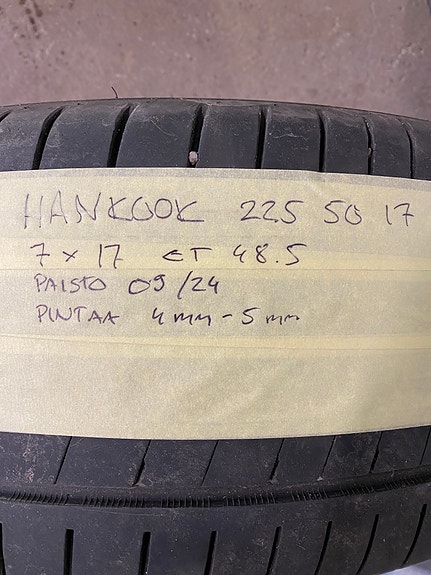 HANKOOK 225 50 17
7 x 17 ET 48.5
PAISTO 09/24
PINTAA 4mm - 5mm